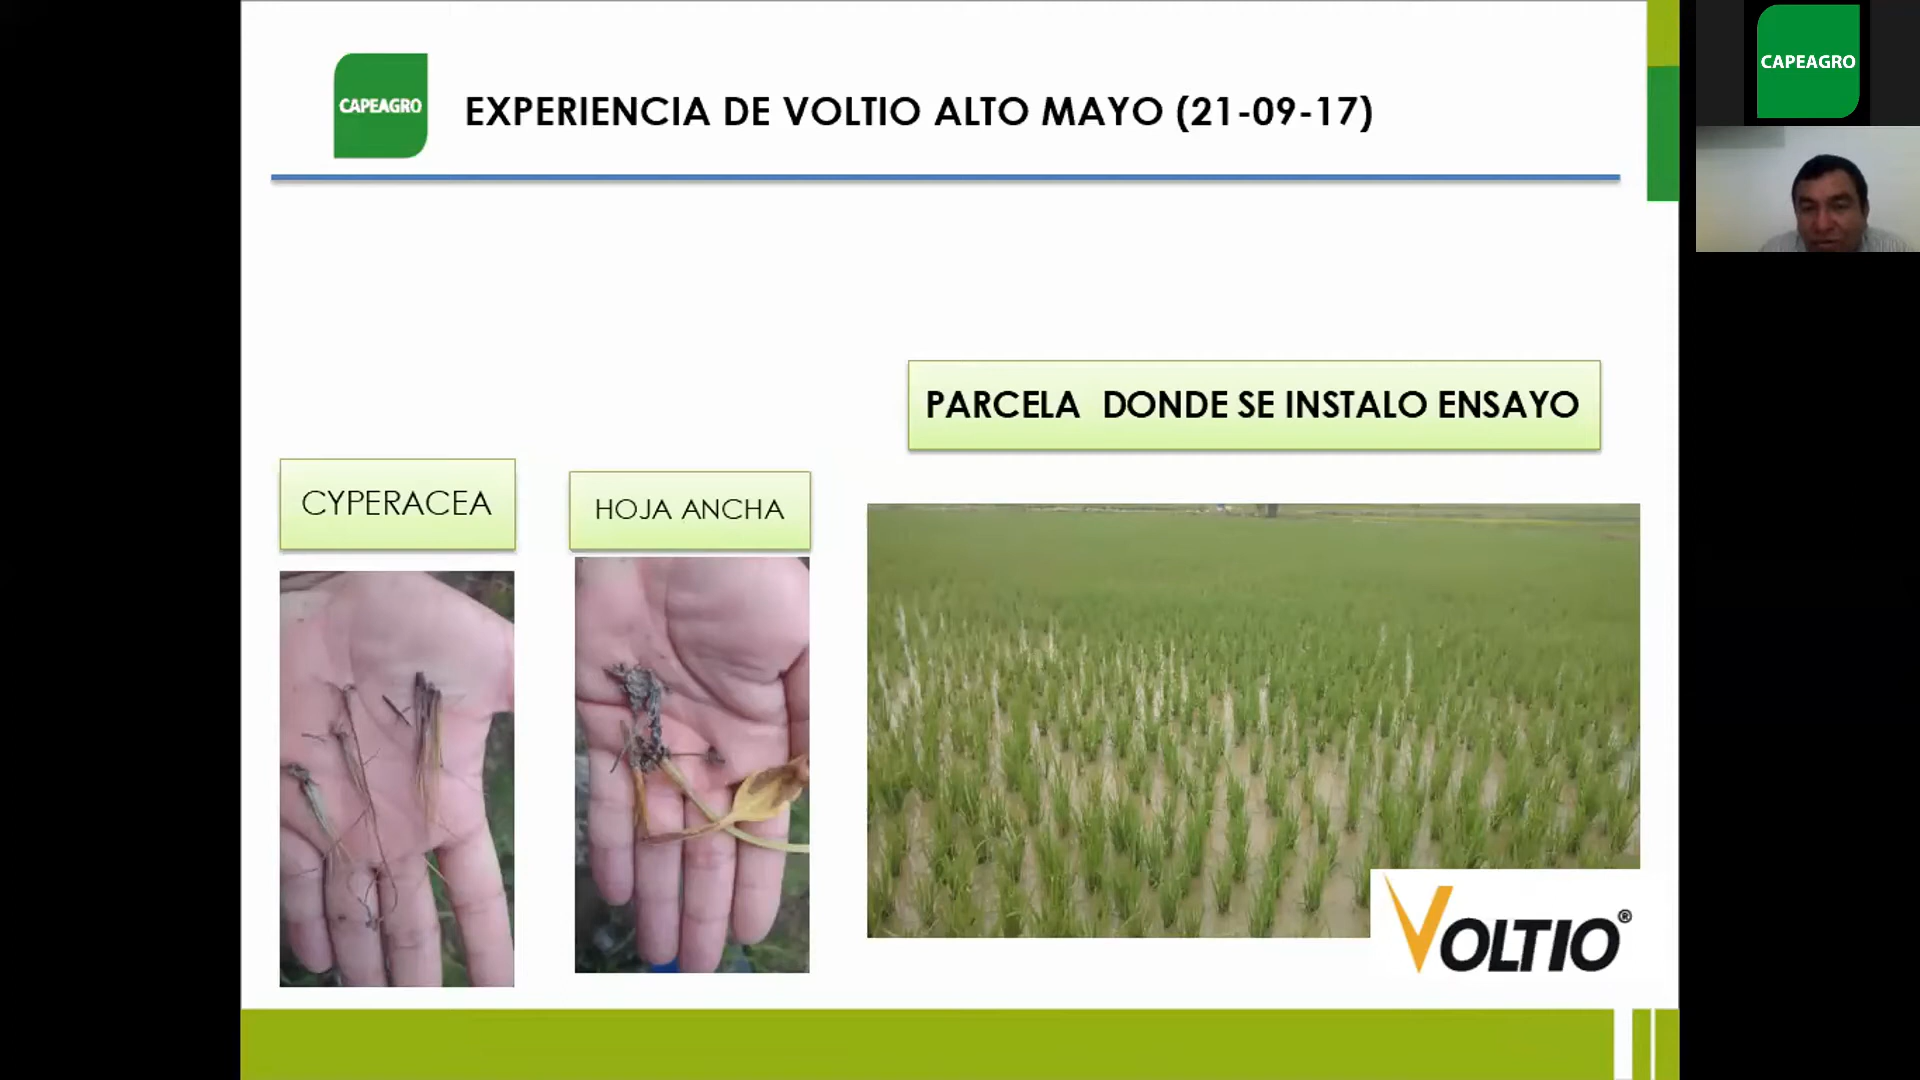 CAPEAGRO
EXPERIENCIA DE VOLTIO ALTO MAYO (21-09-17)
CAPEAGRO
PARCELA DONDE SE INSTALO ENSAYO
CYPERACEA
HOJA ANCHA
VOLTIO®